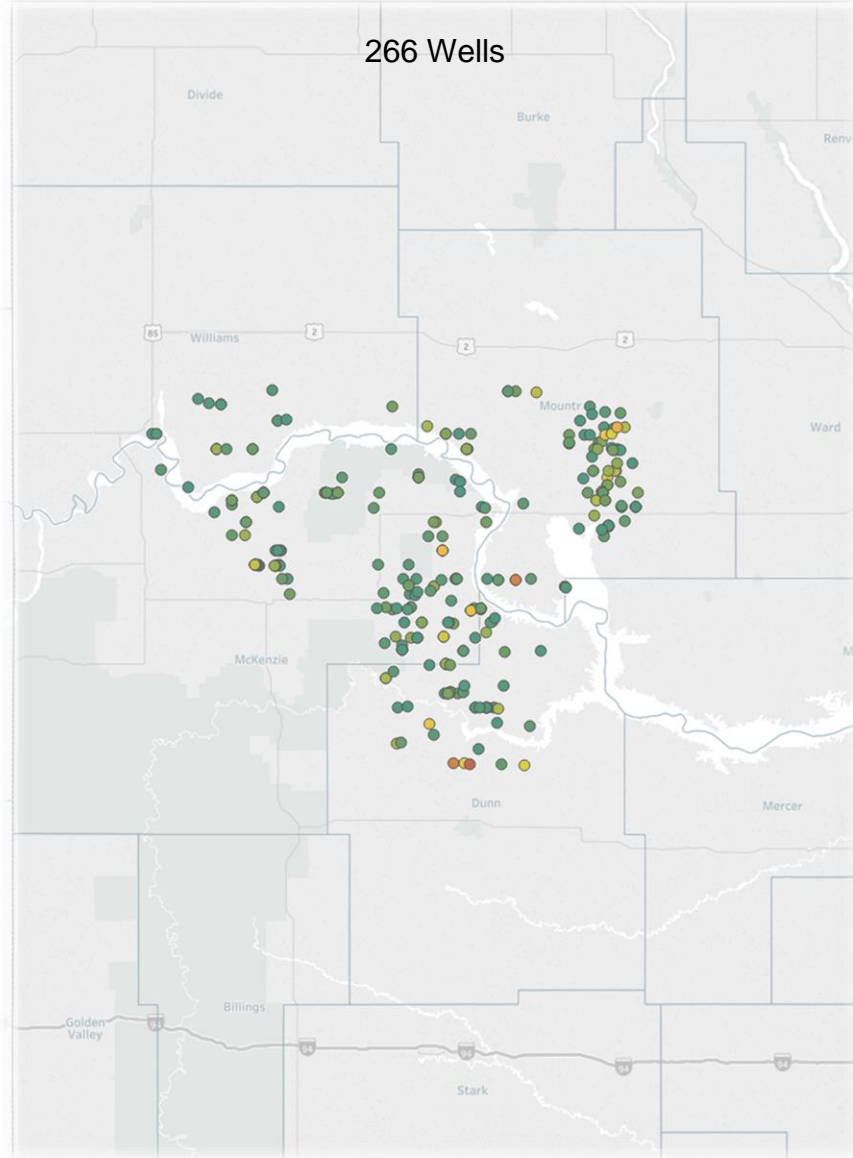 266 Wells
Divide
Burke
Renv
85
Williams
2
2
2
Mountr
Ward
McKenzie
M
Dunn
Mercer
Billings
Golden
Valley
94
94
94
94
94
Stark